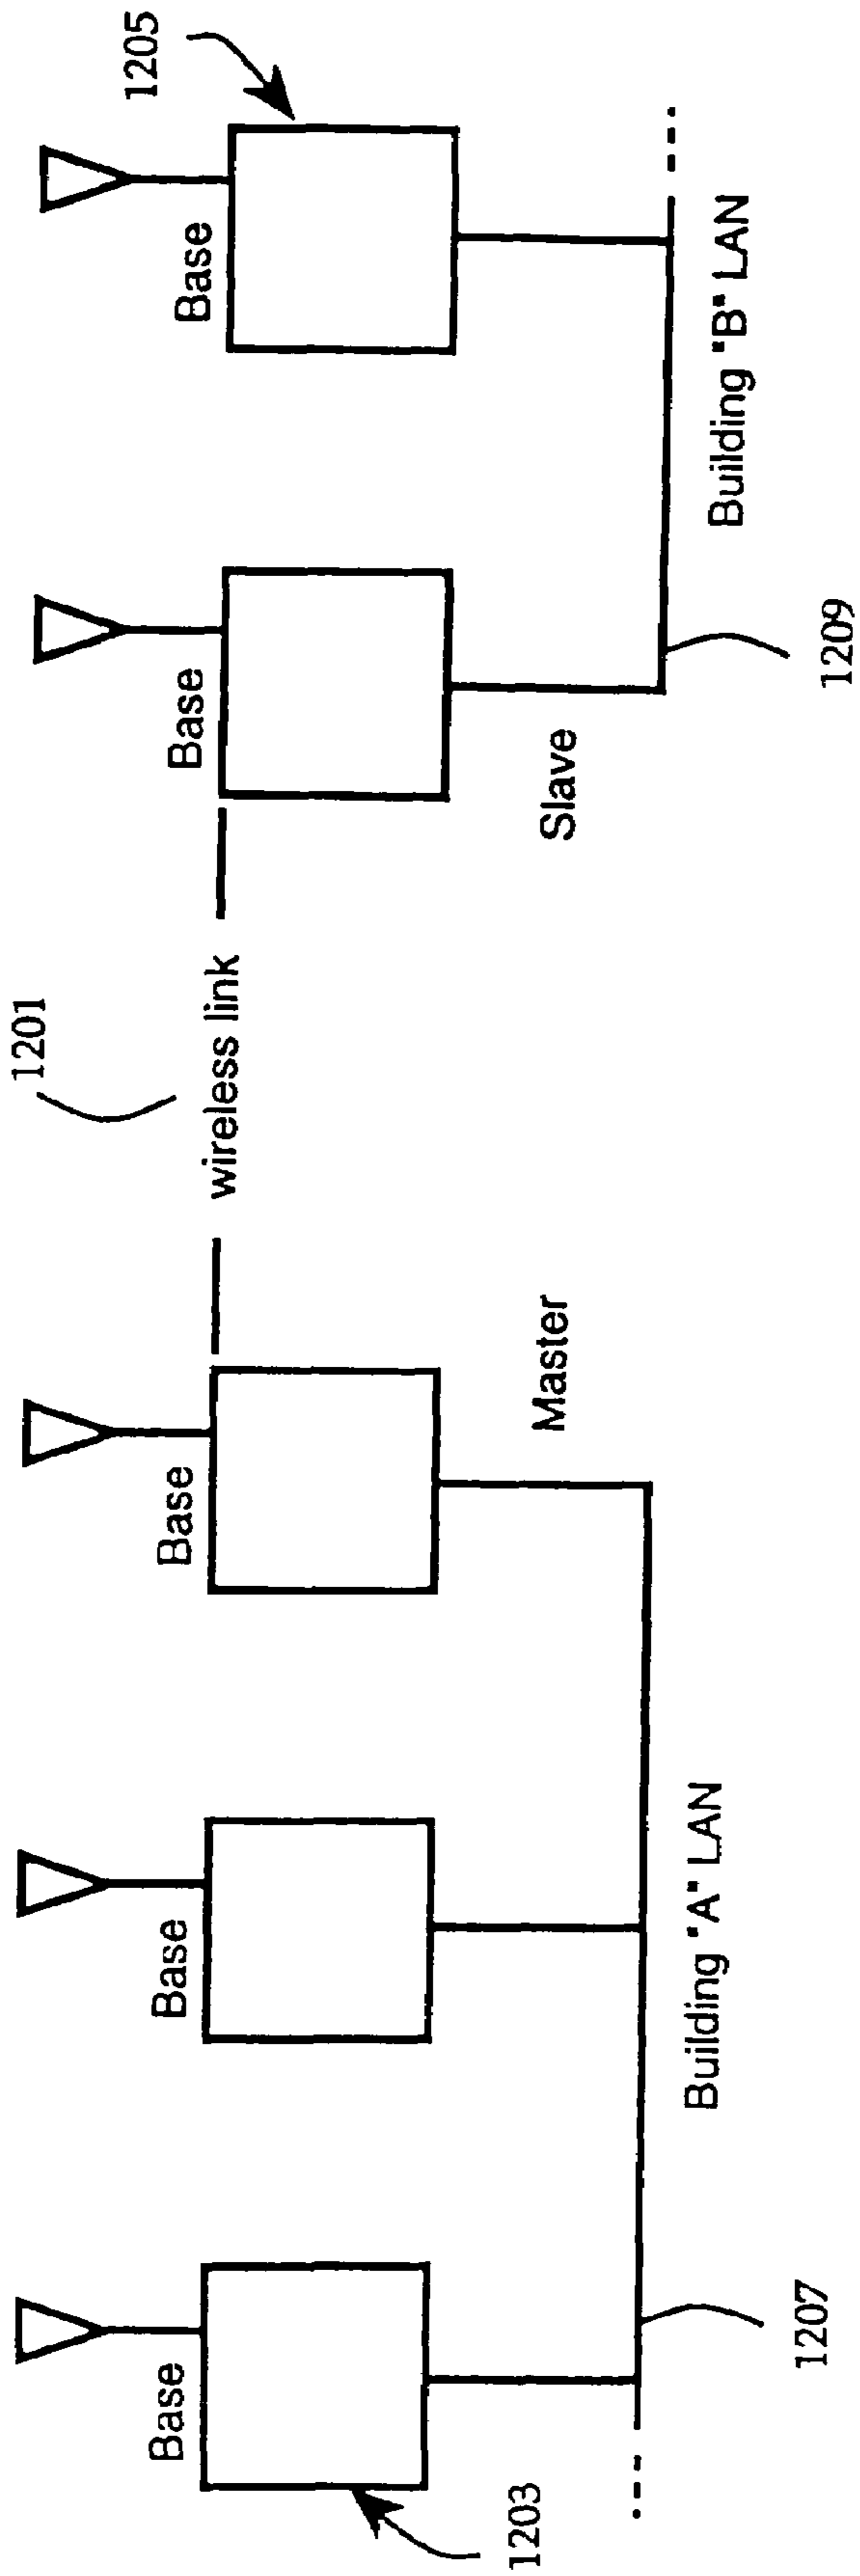 1201
1205
Base
Base
Base
wireless link
Base
Base
Master
Slave
1203
Building "A" LAN
Building "B" LAN
1207
1209